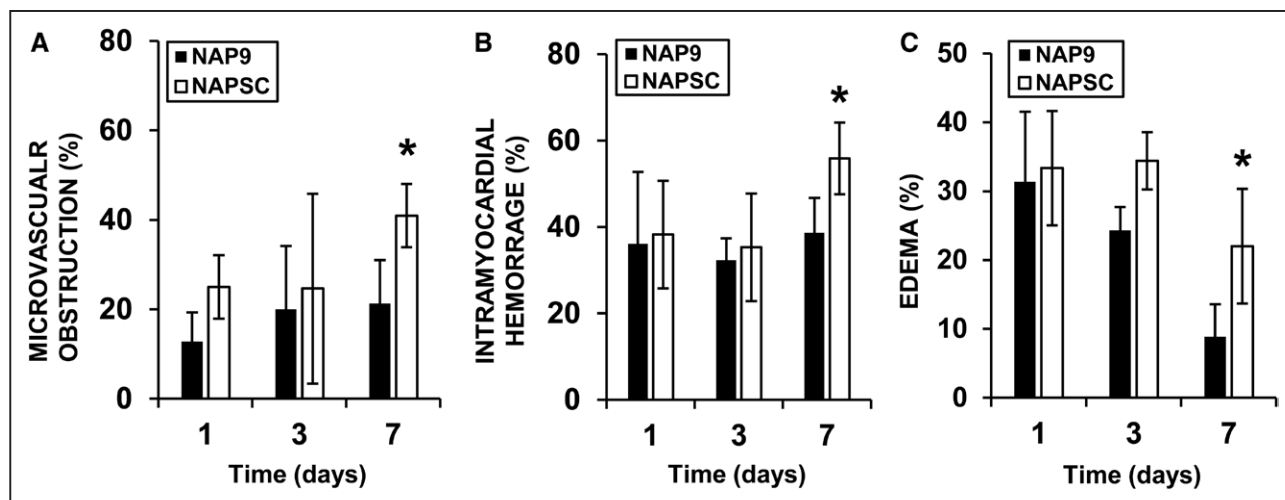 A
MICROVASCUALR
OBSTRUCTION (%)
80
60
40
20
0
NAP9
NAPSC
*
1 3 7
Time (days)
B
INTRAMYOCARDIAL
HEMORRAGE (%)
80
60
40
20
0
NAP9
NAPSC
*
1 3 7
Time (days)
C
EDEMA (%)
50
40
30
20
10
0
NAP9
NAPSC
*
1 3 7
Time (days)